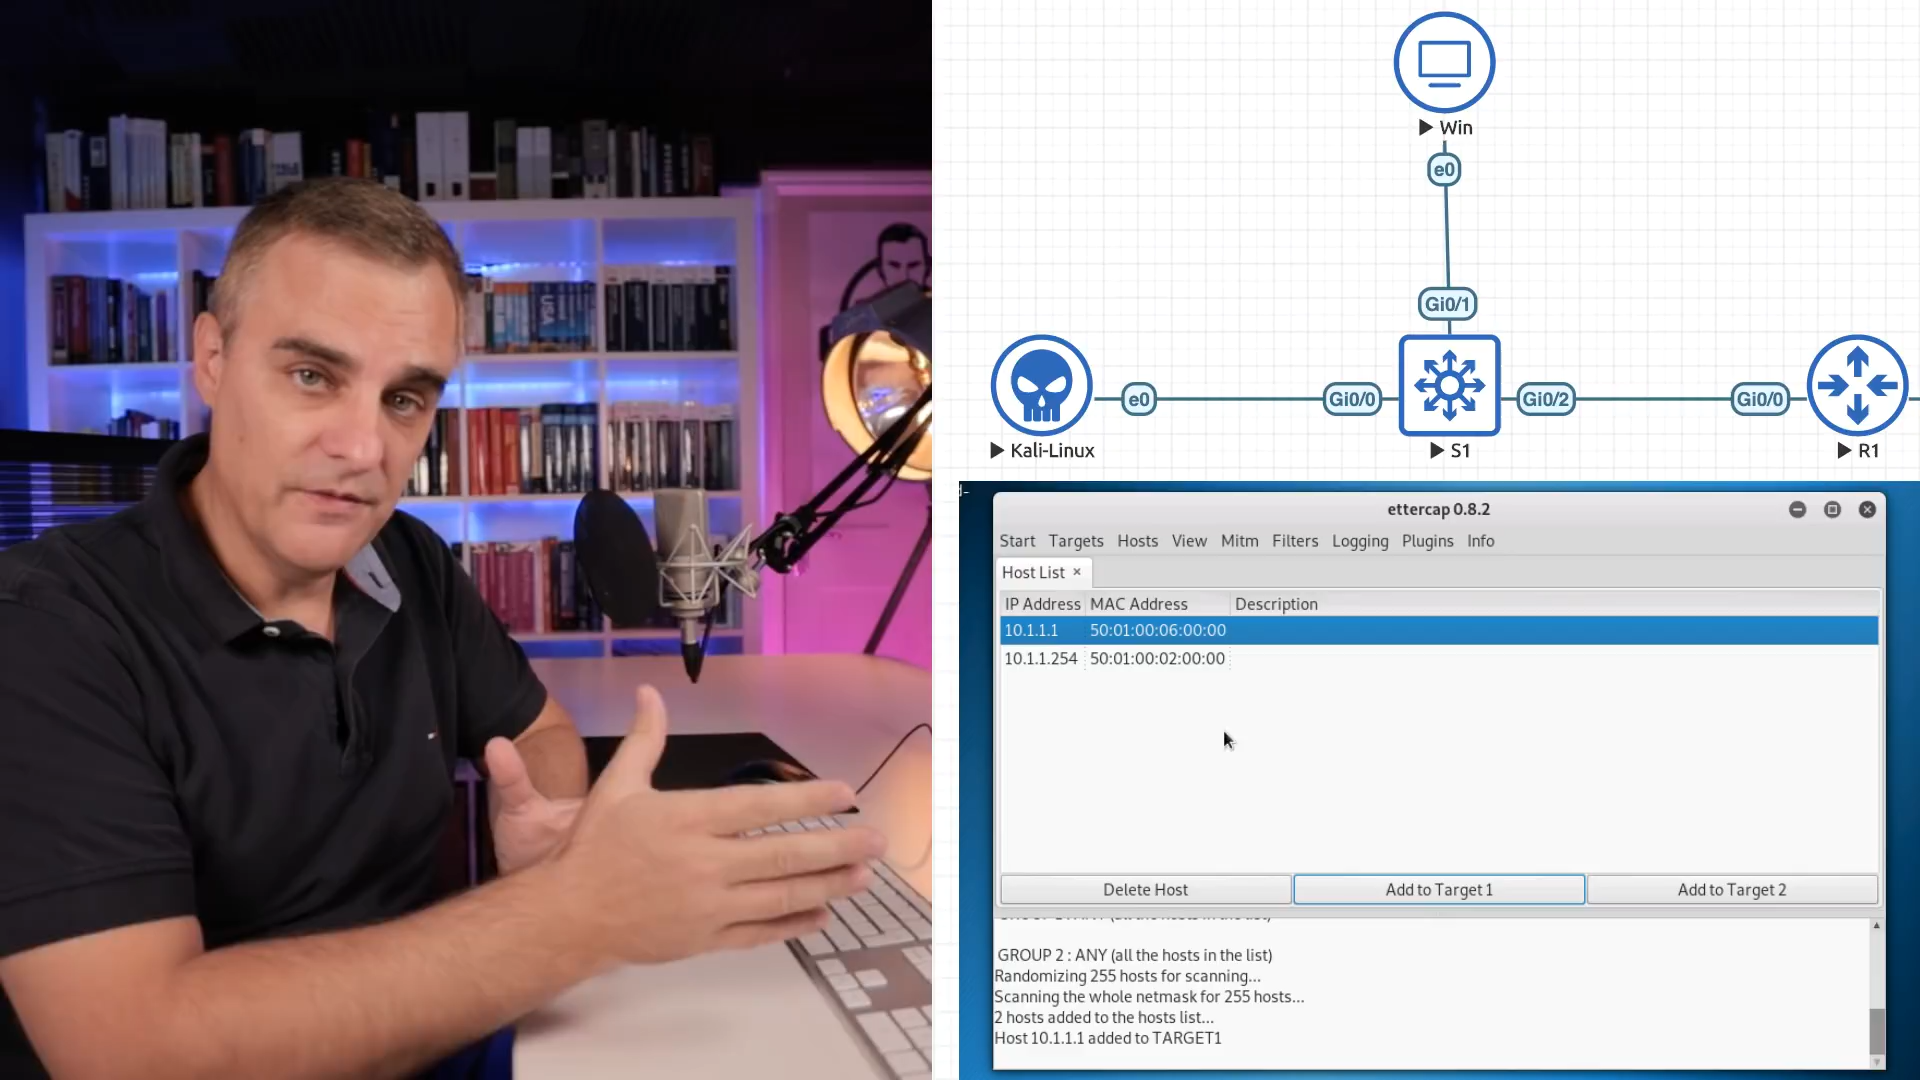 Win
e0
Gi0/1
e0
Gi0/0
Gi0/2
Gi0/0
Kali-Linux
S1
R1
ettercap 0.8.2
Start Targets Hosts View Mitm Filters Logging Plugins Info
Host List ×
IP Address MAC Address Description
10.1.1.1 50:01:00:06:00:00
10.1.1.254 50:01:00:02:00:00
Delete Host Add to Target 1 Add to Target 2
GROUP 2 : ANY (all the hosts in the list)
Randomizing 255 hosts for scanning...
Scanning the whole netmask for 255 hosts...
2 hosts added to the hosts list...
Host 10.1.1.1 added to TARGET1